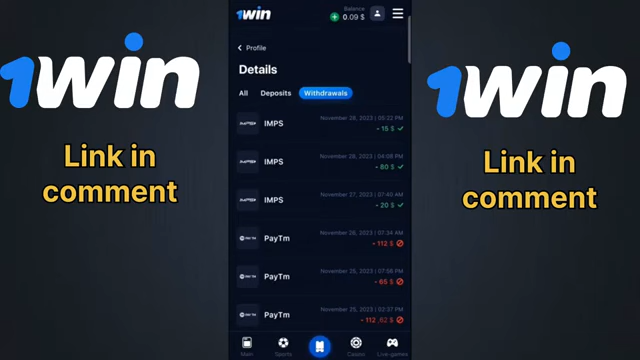 1win
Link in
comment
1win
Balance
0.09 $
Profile
Details
All
Deposits
Withdrawals
IMPS
November 28, 2023 | 05:22 PM
- 15 $
IMPS
November 28, 2023 | 04:08 PM
- 80 $
IMPS
November 27, 2023 | 07:40 AM
- 20 $
PayTm
November 26, 2023 | 07:34 AM
- 112 $
PayTm
November 25, 2023 | 07:56 PM
- 65 $
PayTm
November 25, 2023 | 02:37 PM
- 112,62 $
Main
Sports
Casino
Live-games
1win
Link in
comment